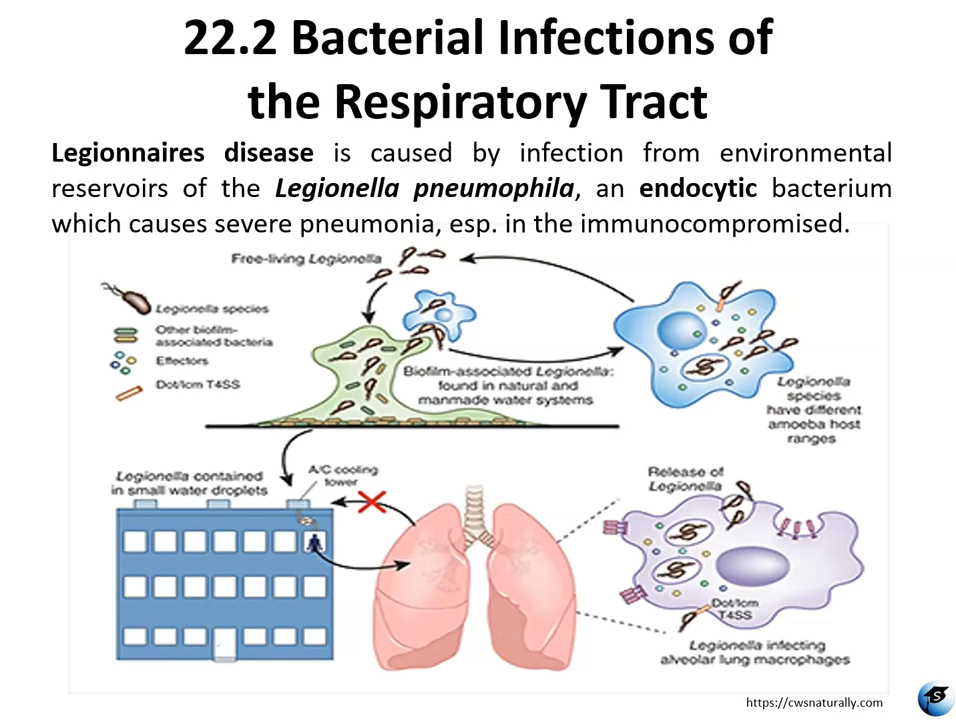 22.2 Bacterial Infections of
the Respiratory Tract
Legionnaires disease is caused by infection from environmental
reservoirs of the Legionella pneumophila, an endocytic bacterium
which causes severe pneumonia, esp. in the immunocompromised.
Free-living Legionella
Legionella species
Other biofilm-
associated bacteria
Effectors
Dot/Icm T4SS
Biofilm-associated Legionella:
found in natural and
manmade water systems
Legionella
species
have different
amoeba host
ranges
Legionella contained
in small water droplets
A/C cooling
tower
Release of
Legionella
Dot/Icm
T4SS
Legionella infecting
alveolar lung macrophages
https://cwsnaturally.com
S